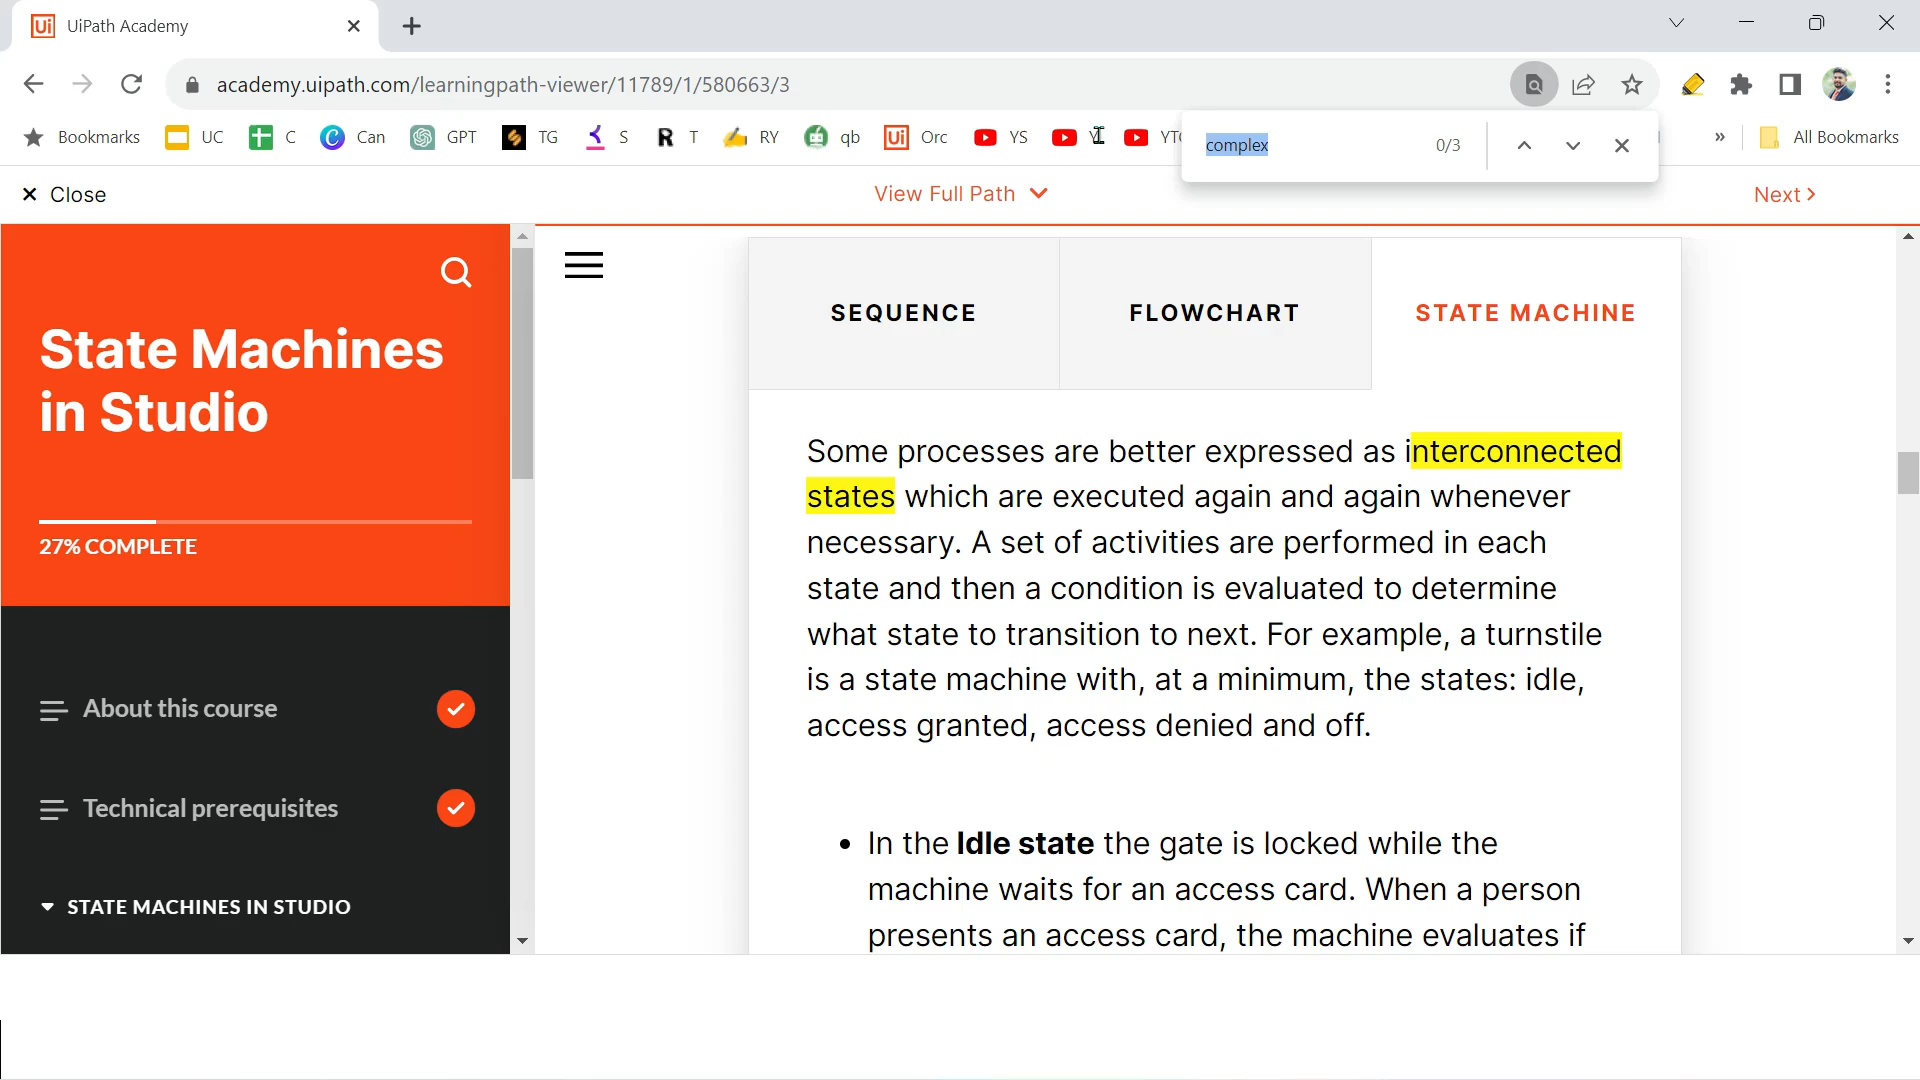 UiPath Academy
academy.uipath.com/learningpath-viewer/11789/1/580663/3
Bookmarks UC C Can GPT TG S T RY qb Orc YS YTC » All Bookmarks
complex 0/3
Close View Full Path Next
State Machines
in Studio
27% COMPLETE
About this course
Technical prerequisites
STATE MACHINES IN STUDIO
SEQUENCE FLOWCHART STATE MACHINE
Some processes are better expressed as interconnected
states which are executed again and again whenever
necessary. A set of activities are performed in each
state and then a condition is evaluated to determine
what state to transition to next. For example, a turnstile
is a state machine with, at a minimum, the states: idle,
access granted, access denied and off.
• In the Idle state the gate is locked while the
machine waits for an access card. When a person
presents an access card, the machine evaluates if